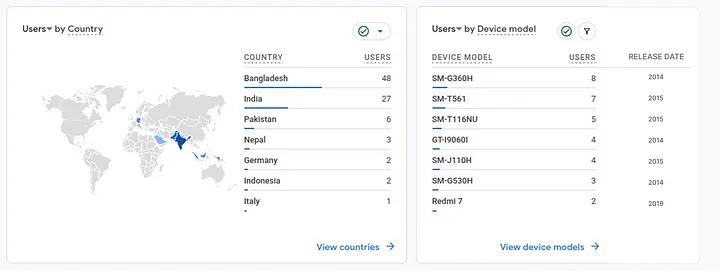 Users by Country
COUNTRY USERS
Bangladesh 48
India 27
Pakistan 6
Nepal 3
Germany 2
Indonesia 2
Italy 1
View countries
Users by Device model
DEVICE MODEL USERS RELEASE DATE
SM-G360H 8 2014
SM-T561 7 2015
SM-T116NU 5 2015
GT-I9060I 4 2014
SM-J110H 4 2015
SM-G530H 3 2014
Redmi 7 2 2019
View device models